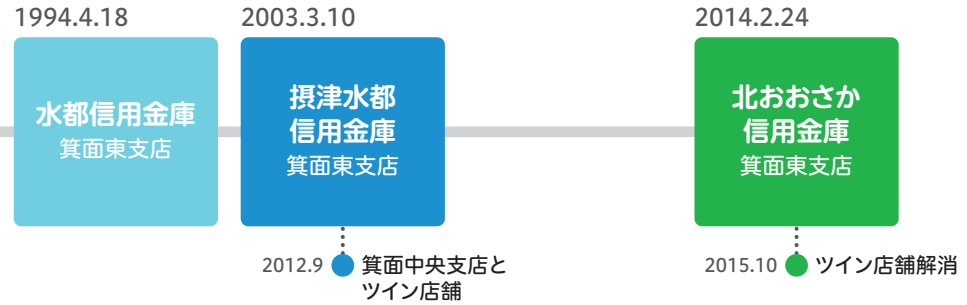 1994.4.18
水都信用金庫
箕面東支店
2003.3.10
摂津水都
信用金庫
箕面東支店
2012.9
箕面中央支店と
ツイン店舗
2014.2.24
北おおさか
信用金庫
箕面東支店
2015.10
ツイン店舗解消